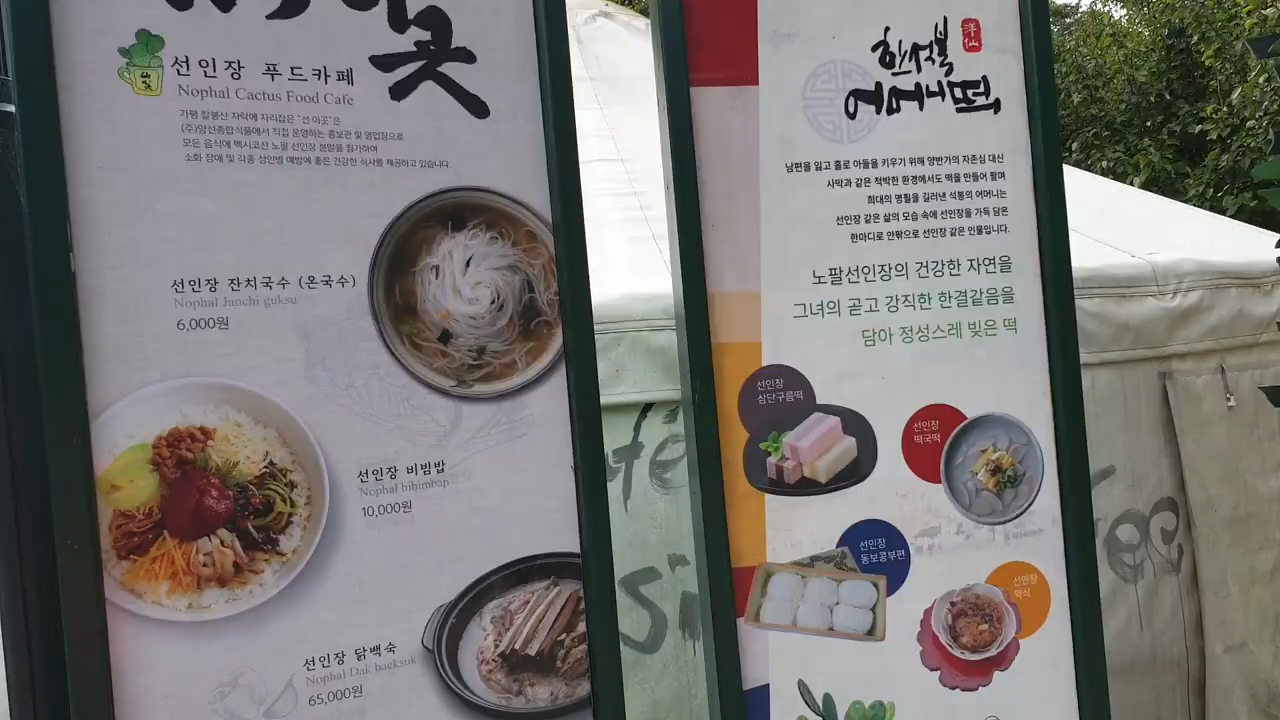 곳
선인장 푸드카페
Nophal Cactus Food Cafe
가평 칼봉산 자락에 자리잡은 "선 이곳"은
(주)양선종합식품에서 직접 운영하는 홍보관 및 영업장으로
모든 음식에 멕시코산 노팔 선인장 분말을 첨가하여
소화 장애 및 각종 성인병 예방에 좋은 건강한 식사를 제공하고 있습니다.
선인장 잔치국수 (온국수)
Nophal Janchi guksu
6,000원
선인장 비빔밥
Nophal bibimbap
10,000원
선인장 닭백숙
Nophal Dak baeksuk
65,000원
한석봉
어머니떡
남편을 잃고 홀로 아들을 키우기 위해 양반가의 자존심 대신
사막과 같은 척박한 환경에서도 떡을 만들어 팔며
희대의 명필을 길러낸 석봉의 어머니는
선인장 같은 삶의 모습 속에 선인장을 가득 담은
한마디로 안팎으로 선인장 같은 인물입니다.
노팔선인장의 건강한 자연을
그녀의 곧고 강직한 한결같음을
담아 정성스레 빚은 떡
선인장
삼단구름떡
선인장
떡국떡
선인장
동보콩부편
선인장
약식